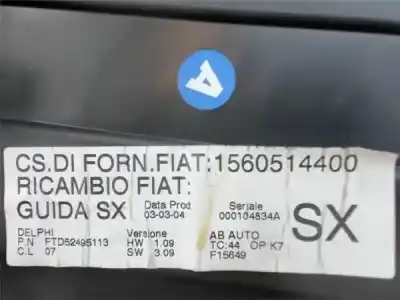 A
CS.DI FORN.FIAT:1560514400
RICAMBIO FIAT:
GUIDA SX Data Prod 03-03-04 Seriale 000104834A SX
DELPHI Versione AB AUTO
P.N FTD52495113 HW 1.09 TC:44 OP K7
C.L 07 SW 3.09 F15649